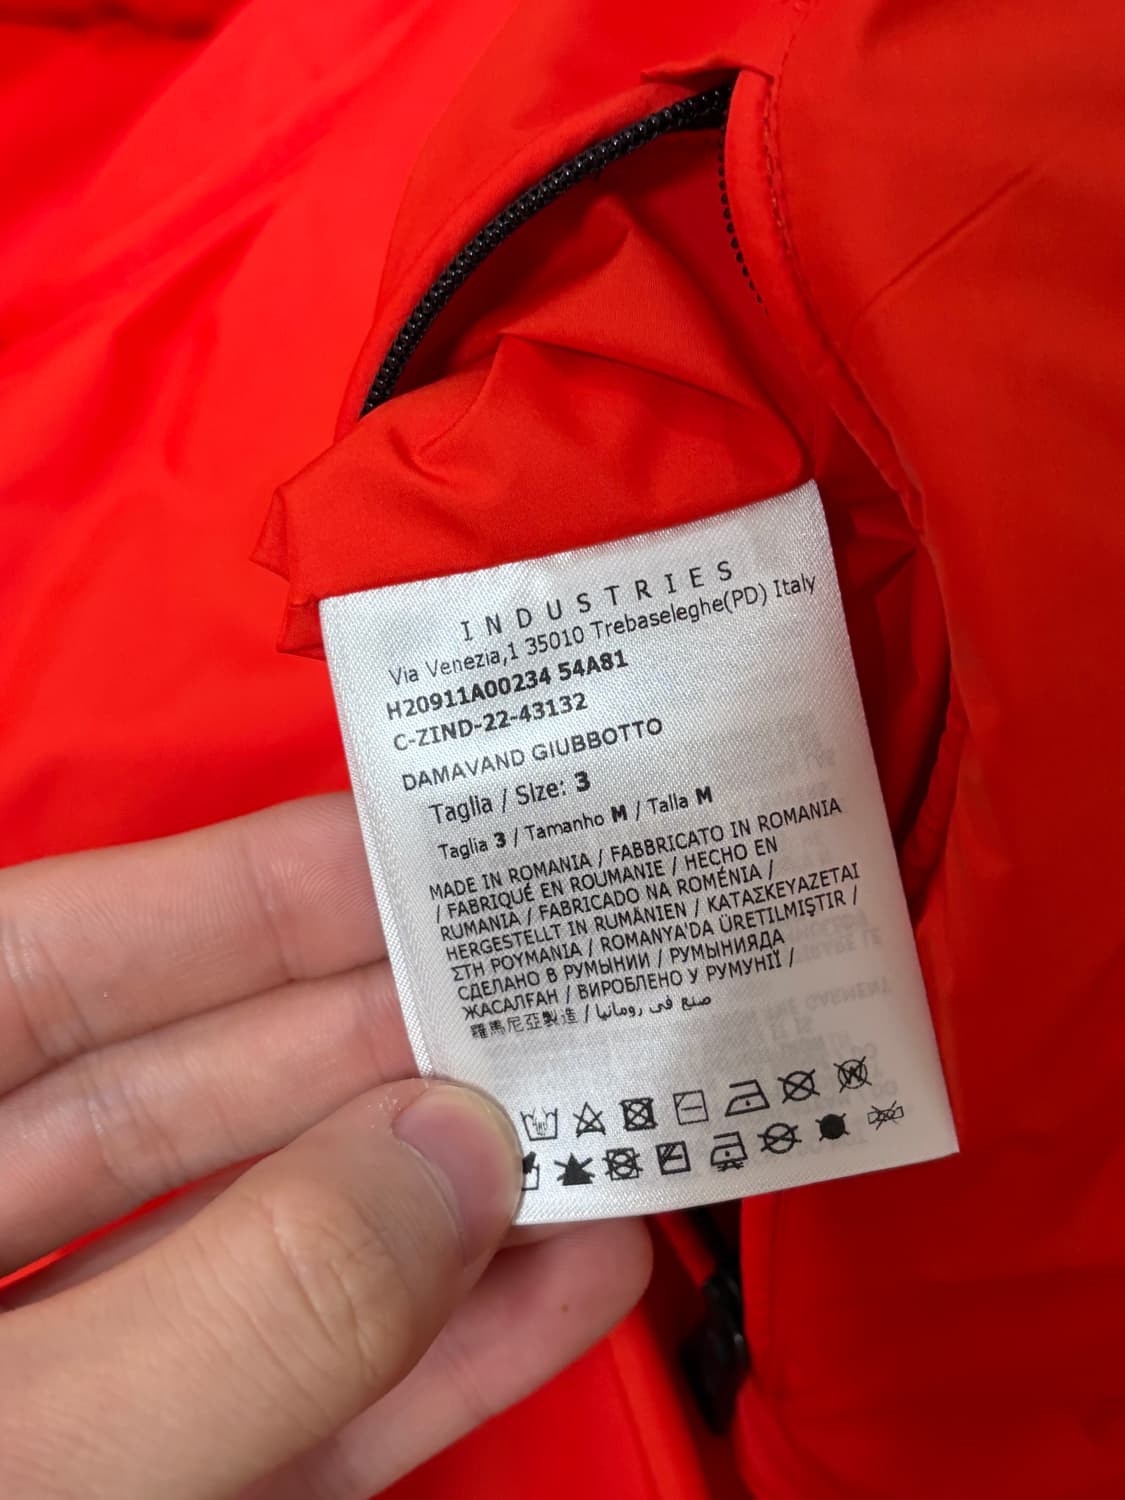 INDUSTRIES
Via Venezia,1 35010 Trebaseleghe(PD) Italy
H20911A00234 54A81
C-ZIND-22-43132
DAMAVAND GIUBBOTTO
Taglia / Size: 3
Taglia 3 / Tamanho M / Talla M
MADE IN ROMANIA / FABBRICATO IN ROMANIA
/ FABRIQUÉ EN ROUMANIE / HECHO EN
RUMANIA / FABRICADO NA ROMÉNIA /
HERGESTELLT IN RUMÄNIEN / ΚΑΤΑΣΚΕΥΑΖΕΤΑΙ
ΣΤΗ ΡΟΥΜΑΝΙΑ / ROMANYA'DA ÜRETILMIŞTIR /
СДЕЛАНО В РУМЫНИИ / РУМЫНИЯДА
ЖАСАЛҒАН / ВИРОБЛЕНО У РУМУНІЇ /
羅馬尼亞製造 / صنع في رومانيا